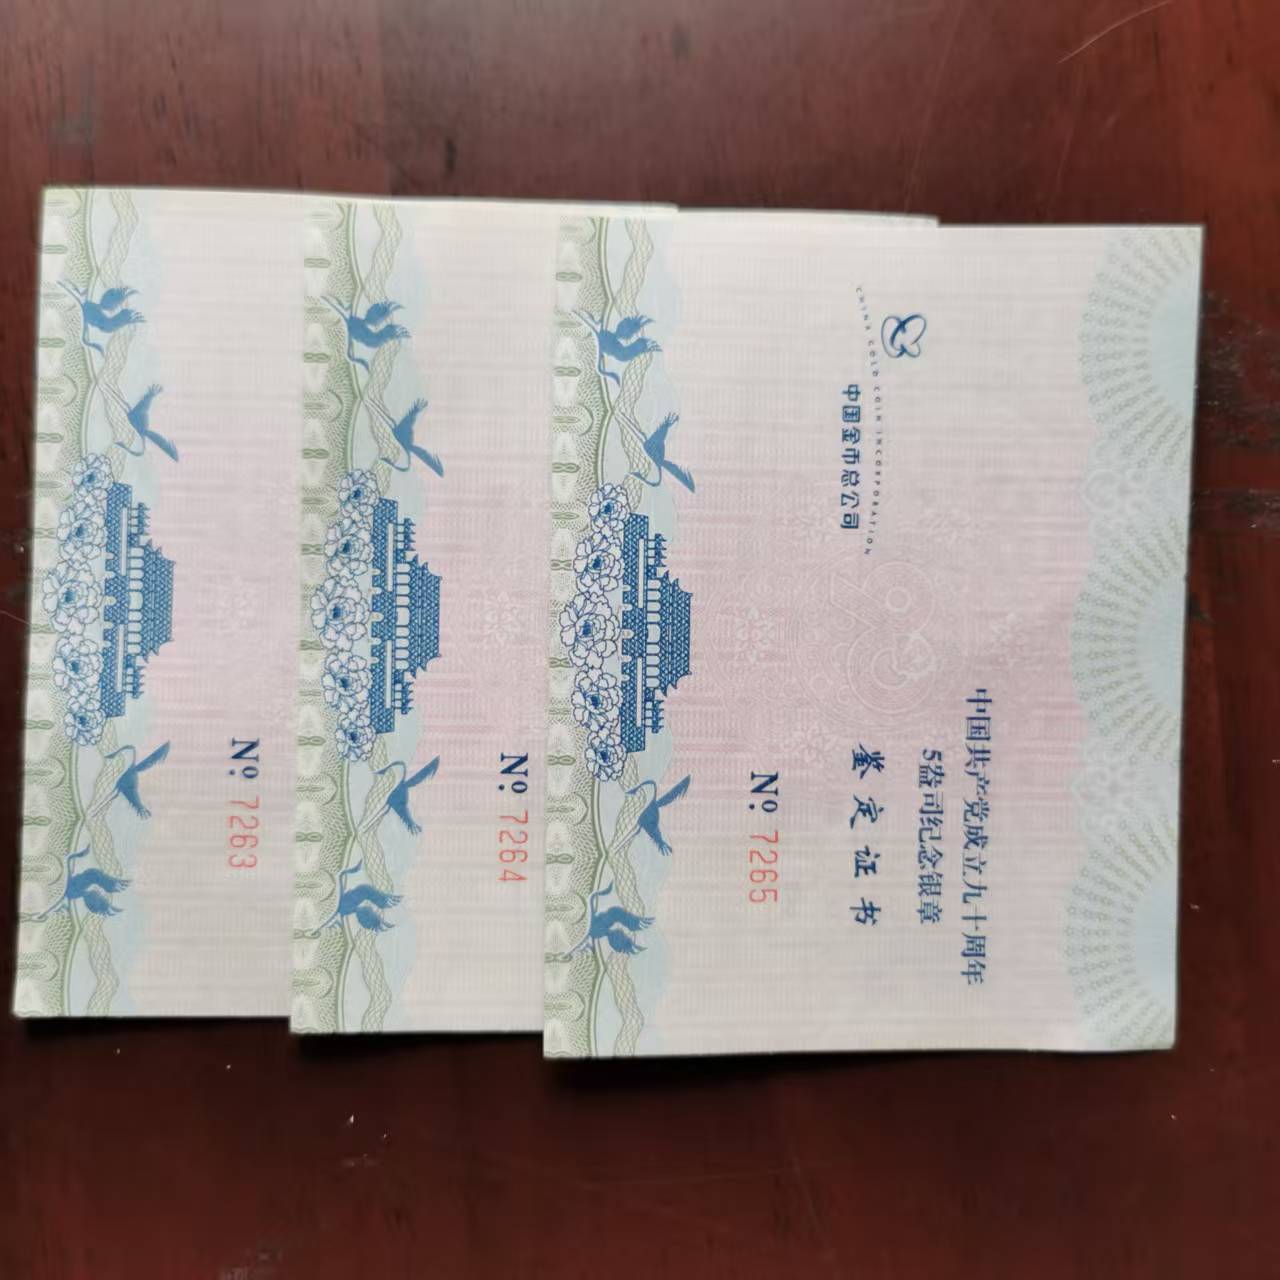 CHINA GOLD COIN INCORPORATION
中国金币总公司
中国共产党成立九十周年
5盎司纪念银章
鉴定证书
Nº. 7265
Nº. 7264
Nº. 7263